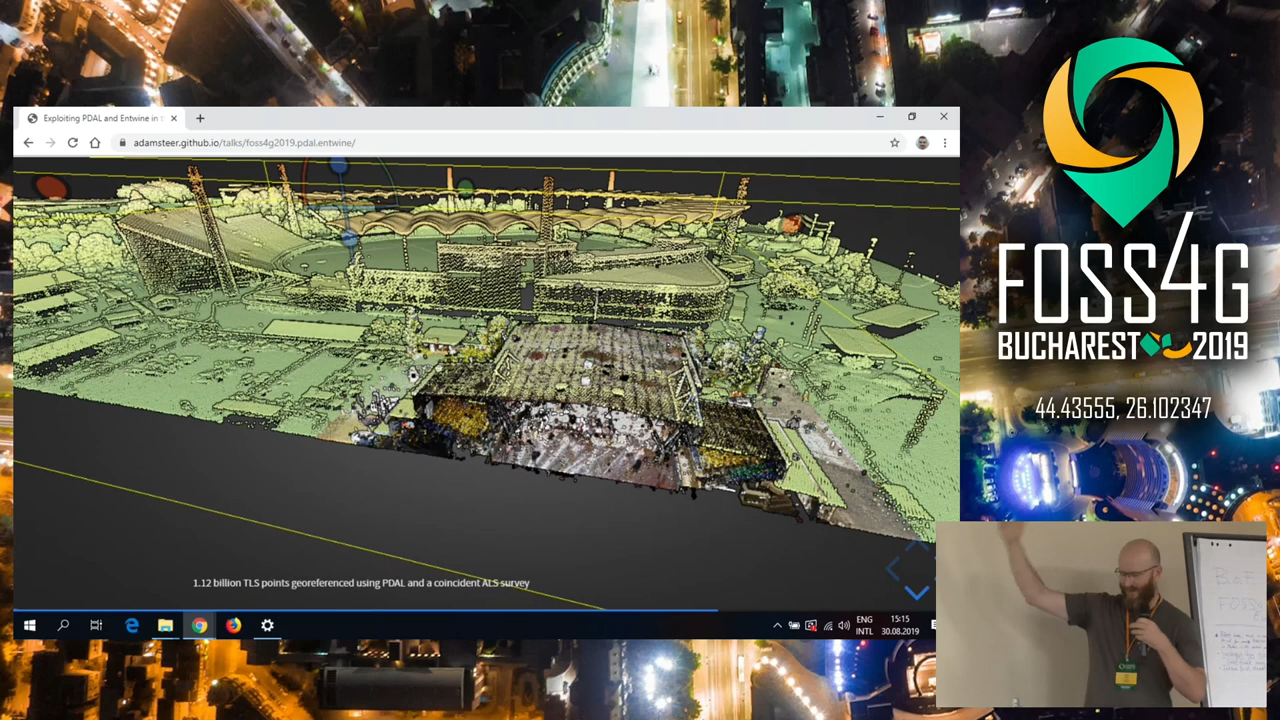 Exploiting PDAL and Entwine in t
adamsteer.github.io/talks/foss4g2019.pdal.entwine/
1.12 billion TLS points georeferenced using PDAL and a coincident ALS survey
ENG
INTL
15:15
30.08.2019
FOSS4G
BUCHAREST 2019
44.43555, 26.102347
BoF
FOSS